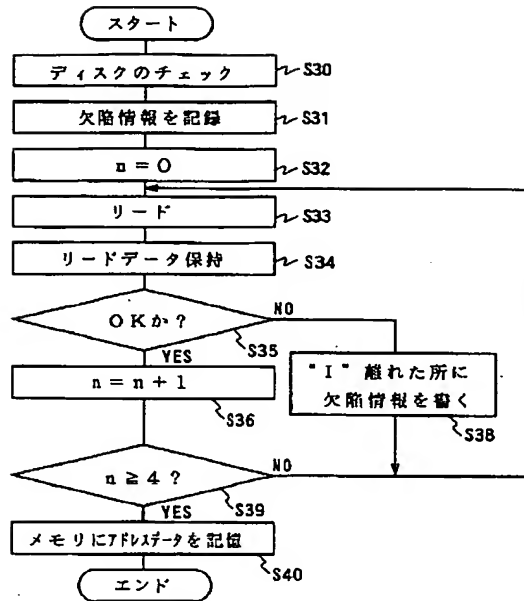 スタート
ディスクのチェック
S30
欠陥情報を記録
S31
n = 0
S32
リード
S33
リードデータ保持
S34
OKか?
NO
S35
YES
n = n + 1
S36
"I" 離れた所に
欠陥情報を書く
S38
n ≧ 4 ?
NO
S39
YES
メモリにアドレスデータを記憶
S40
エンド